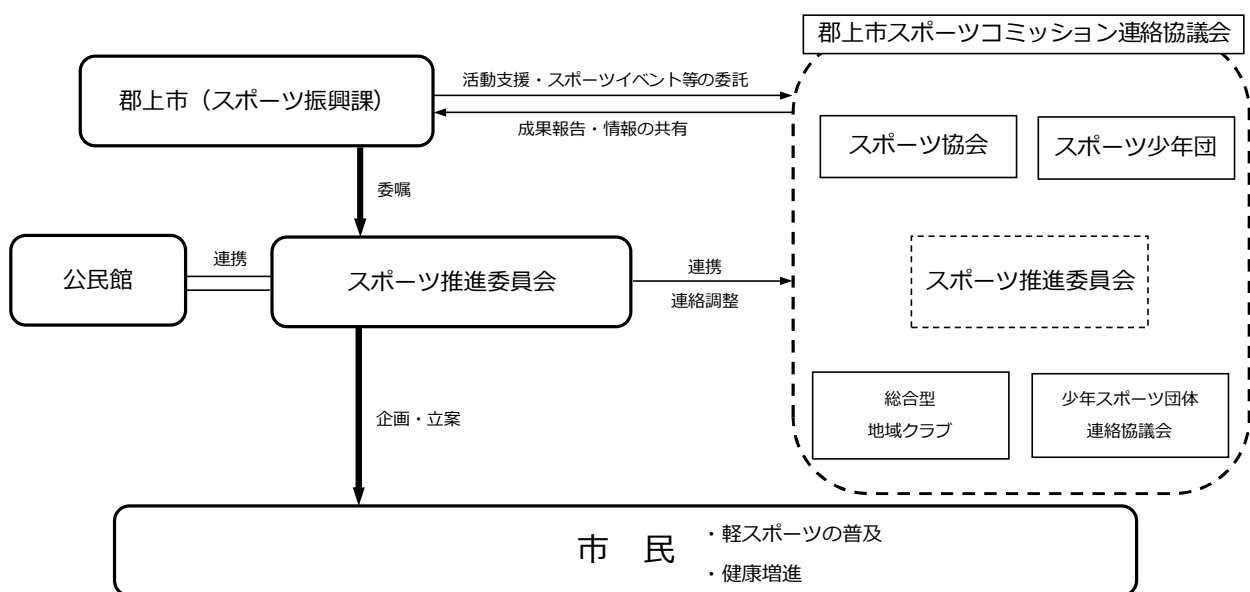 郡上市スポーツコミッション連絡協議会
郡上市（スポーツ振興課）
活動支援・スポーツイベント等の委託
成果報告・情報の共有
スポーツ協会
スポーツ少年団
委嘱
公民館
連携
スポーツ推進委員会
連携
連絡調整
スポーツ推進委員会
総合型
地域クラブ
少年スポーツ団体
連絡協議会
企画・立案
市　民
・軽スポーツの普及
・健康増進